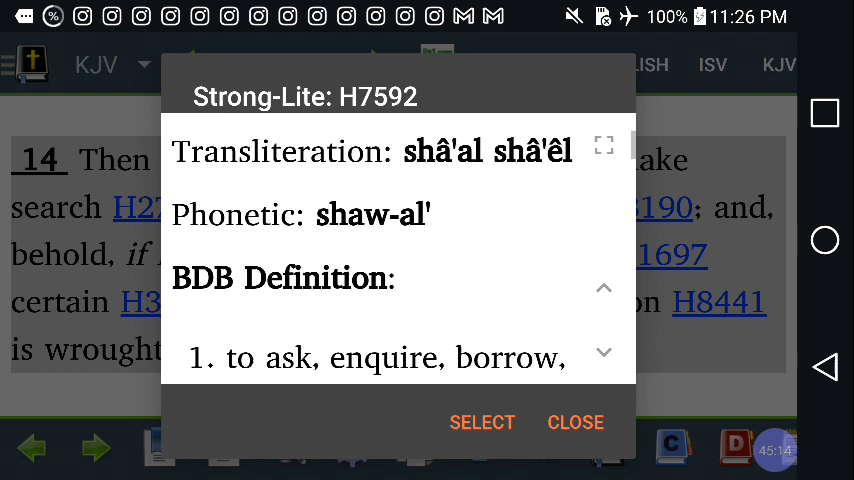 100% 11:26 PM
KJV LISH ISV KJV
Strong-Lite: H7592
Transliteration: shâ'al shâ'êl
Phonetic: shaw-al'
BDB Definition:
1. to ask, enquire, borrow,
SELECT CLOSE
14 Then ake
search H27 3190; and,
behold, if 1697
certain H3 on H8441
is wrought
C D 45:14